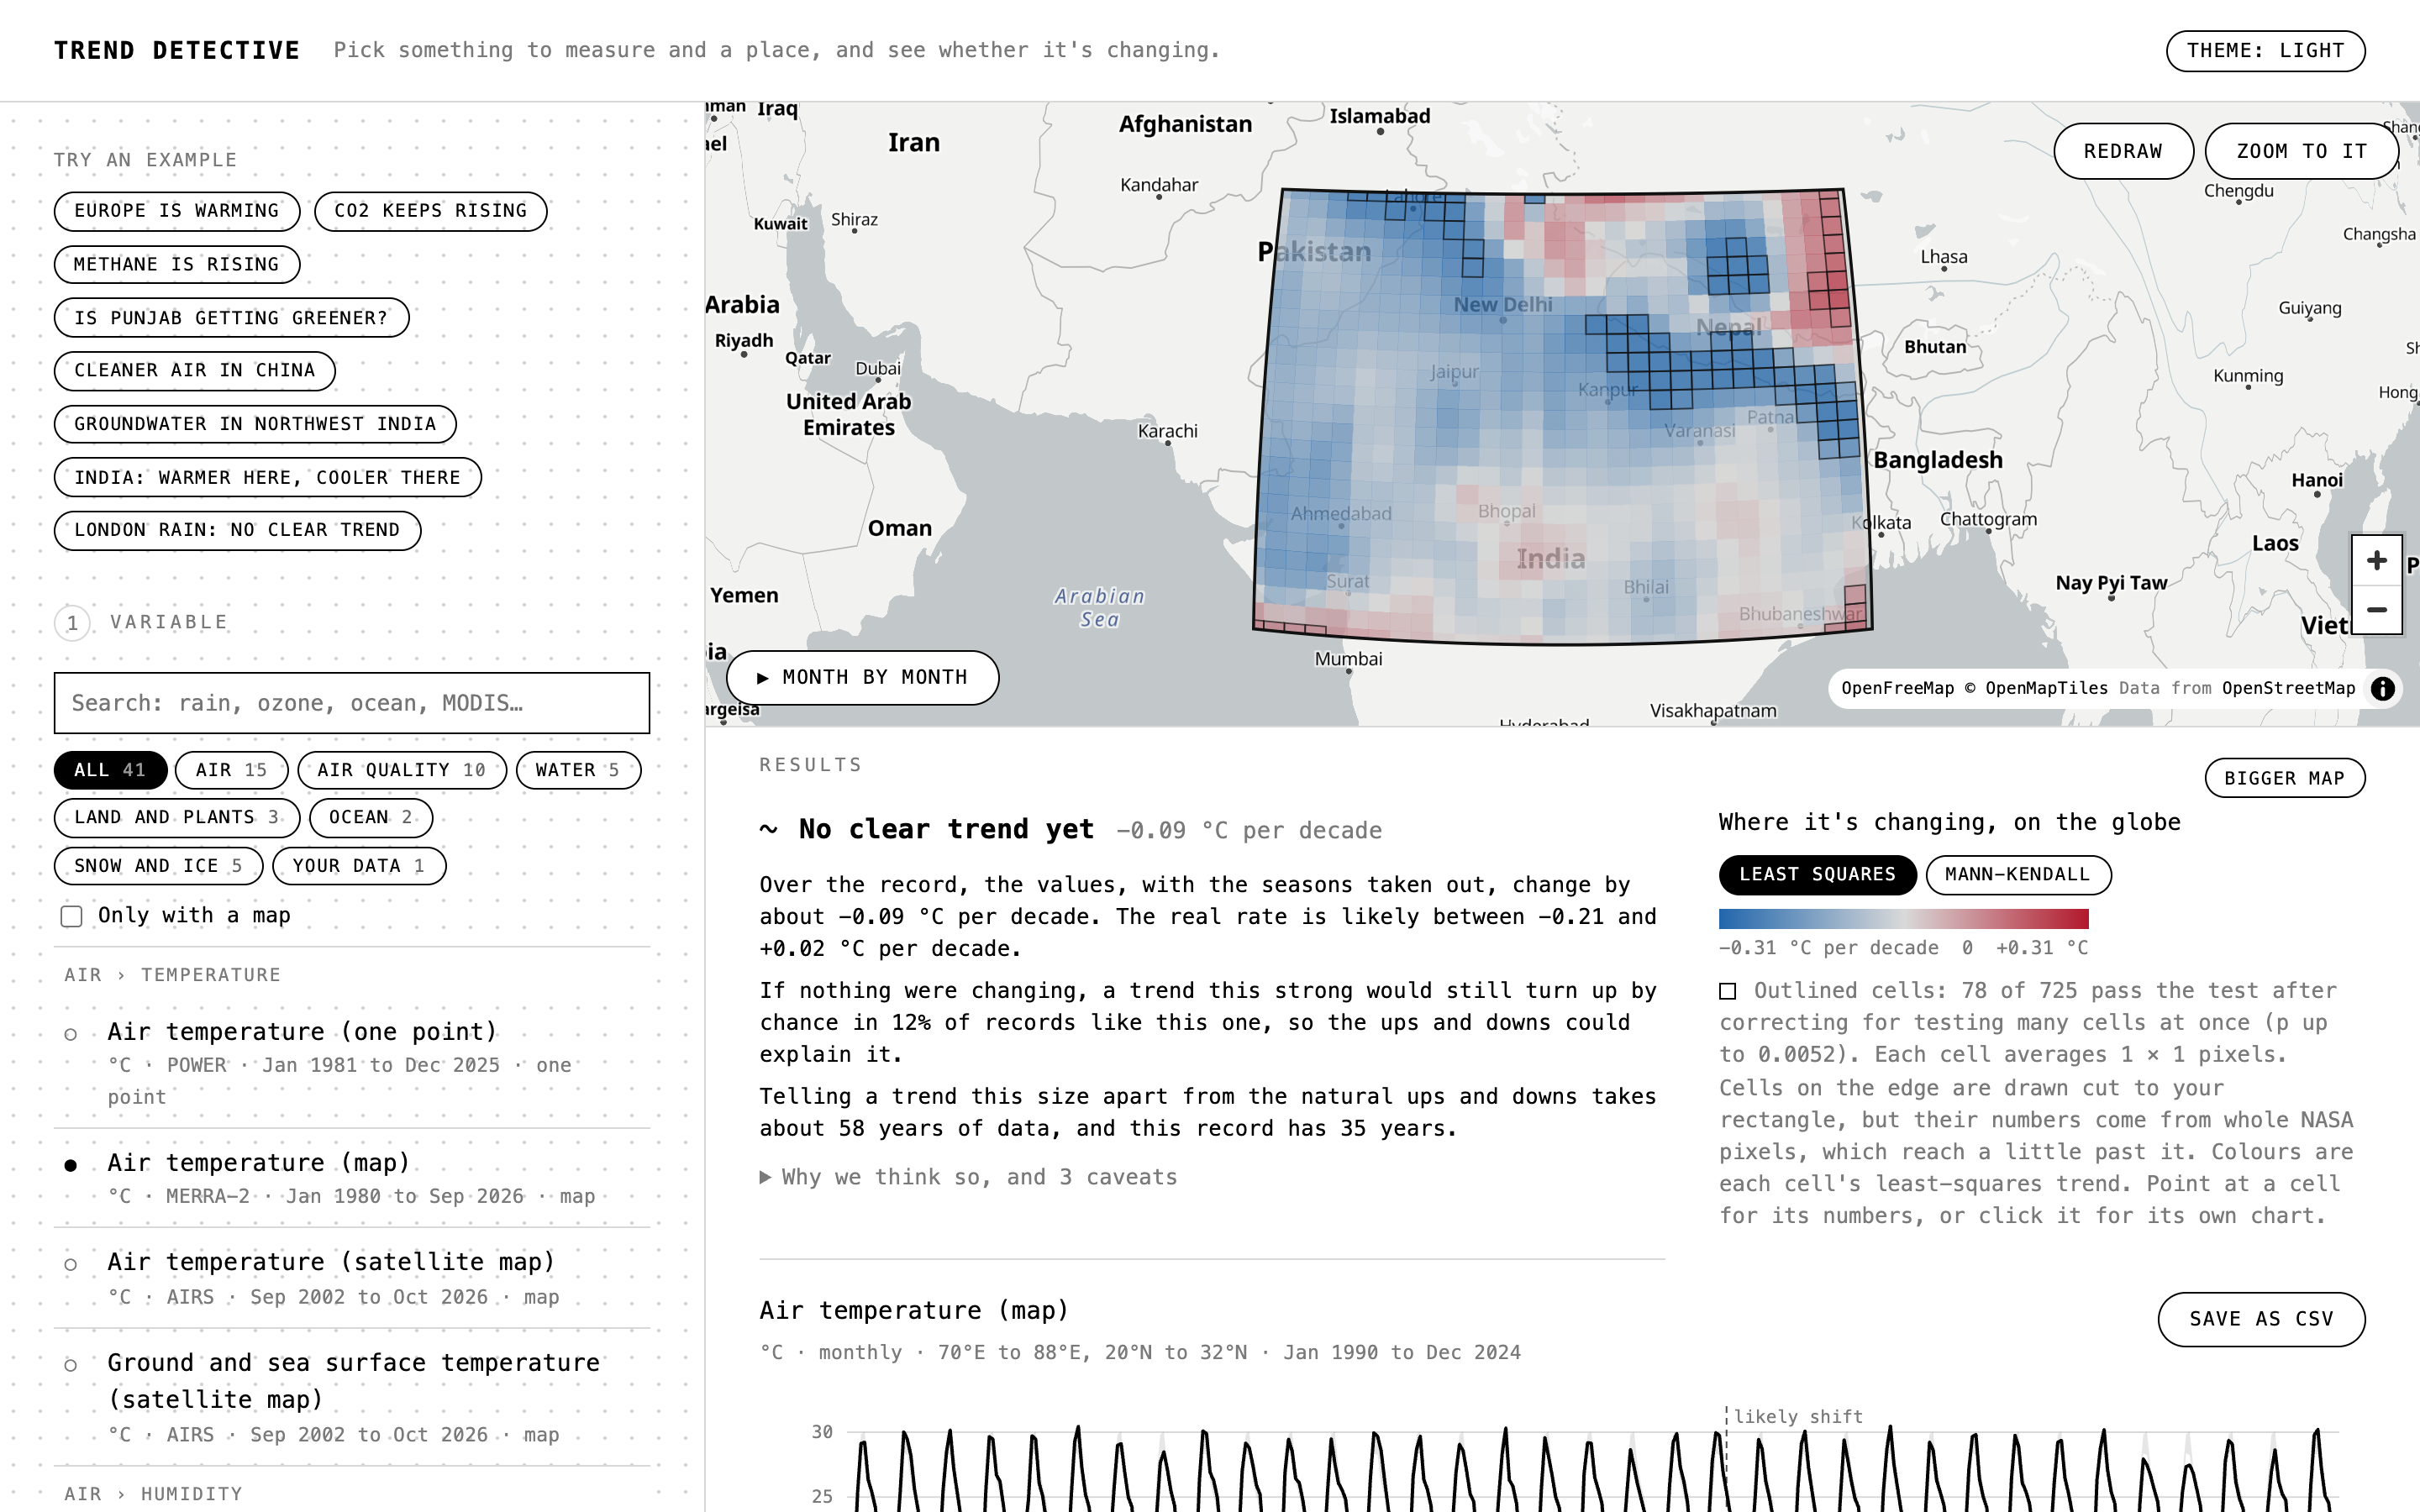 TREND DETECTIVE
Pick something to measure and a place, and see whether it's changing.
THEME: LIGHT
TRY AN EXAMPLE
EUROPE IS WARMING
CO2 KEEPS RISING
METHANE IS RISING
IS PUNJAB GETTING GREENER?
CLEANER AIR IN CHINA
GROUNDWATER IN NORTHWEST INDIA
INDIA: WARMER HERE, COOLER THERE
LONDON RAIN: NO CLEAR TREND
1 VARIABLE
Search: rain, ozone, ocean, MODIS…
ALL 41
AIR 15
AIR QUALITY 10
WATER 5
LAND AND PLANTS 3
OCEAN 2
SNOW AND ICE 5
YOUR DATA 1
Only with a map
AIR › TEMPERATURE
Air temperature (one point)
°C · POWER · Jan 1981 to Dec 2025 · one
point
Air temperature (map)
°C · MERRA-2 · Jan 1980 to Sep 2026 · map
Air temperature (satellite map)
°C · AIRS · Sep 2002 to Oct 2026 · map
Ground and sea surface temperature
(satellite map)
°C · AIRS · Sep 2002 to Oct 2026 · map
AIR › HUMIDITY
Iraq
Iran
Afghanistan
Islamabad
Kandahar
Kuwait
Shiraz
Lahore
Pakistan
REDRAW
ZOOM TO IT
Chengdu
Changsha
Lhasa
Arabia
Riyadh
Qatar
Dubai
United Arab
Emirates
New Delhi
Nepal
Guiyang
Bhutan
Jaipur
Kanpur
Patna
Kunming
Karachi
Varanasi
Bangladesh
Hanoi
Oman
Ahmedabad
Bhopal
Kolkata
Chattogram
Laos
India
Surat
Bhilai
Nay Pyi Taw
Yemen
Arabian
Sea
Bhubaneshwar
Mumbai
Visakhapatnam
Hyderabad
+
−
▶ MONTH BY MONTH
OpenFreeMap © OpenMapTiles Data from OpenStreetMap
RESULTS
BIGGER MAP
~ No clear trend yet −0.09 °C per decade
Over the record, the values, with the seasons taken out, change by
about −0.09 °C per decade. The real rate is likely between −0.21 and
+0.02 °C per decade.
If nothing were changing, a trend this strong would still turn up by
chance in 12% of records like this one, so the ups and downs could
explain it.
Telling a trend this size apart from the natural ups and downs takes
about 58 years of data, and this record has 35 years.
▶ Why we think so, and 3 caveats
Where it's changing, on the globe
LEAST SQUARES
MANN-KENDALL
−0.31 °C per decade 0 +0.31 °C
Outlined cells: 78 of 725 pass the test after
correcting for testing many cells at once (p up
to 0.0052). Each cell averages 1 × 1 pixels.
Cells on the edge are drawn cut to your
rectangle, but their numbers come from whole NASA
pixels, which reach a little past it. Colours are
each cell's least-squares trend. Point at a cell
for its numbers, or click it for its own chart.
Air temperature (map)
°C · monthly · 70°E to 88°E, 20°N to 32°N · Jan 1990 to Dec 2024
SAVE AS CSV
likely shift
30
25